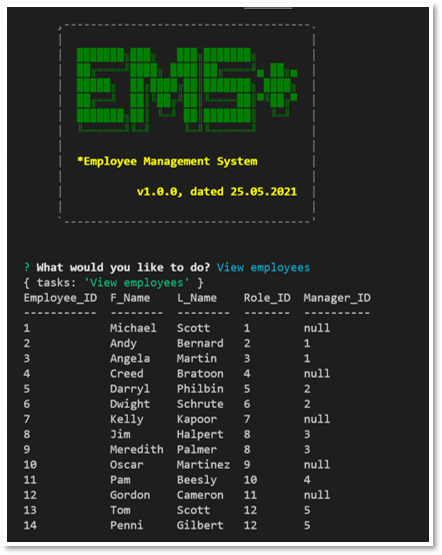 EMS*
*Employee Management System
v1.0.0, dated 25.05.2021
? What would you like to do? View employees
{ tasks: 'View employees' }
Employee_ID  F_Name    L_Name    Role_ID  Manager_ID
-----------  --------  --------  -------  ----------
1            Michael   Scott     1        null
2            Andy      Bernard   2        1
3            Angela    Martin    3        1
4            Creed     Bratoon   4        null
5            Darryl    Philbin   5        2
6            Dwight    Schrute   6        2
7            Kelly     Kapoor    7        null
8            Jim       Halpert   8        3
9            Meredith  Palmer    8        3
10           Oscar     Martinez  9        null
11           Pam       Beesly    10       4
12           Gordon    Cameron   11       null
13           Tom       Scott     12       5
14           Penni     Gilbert   12       5